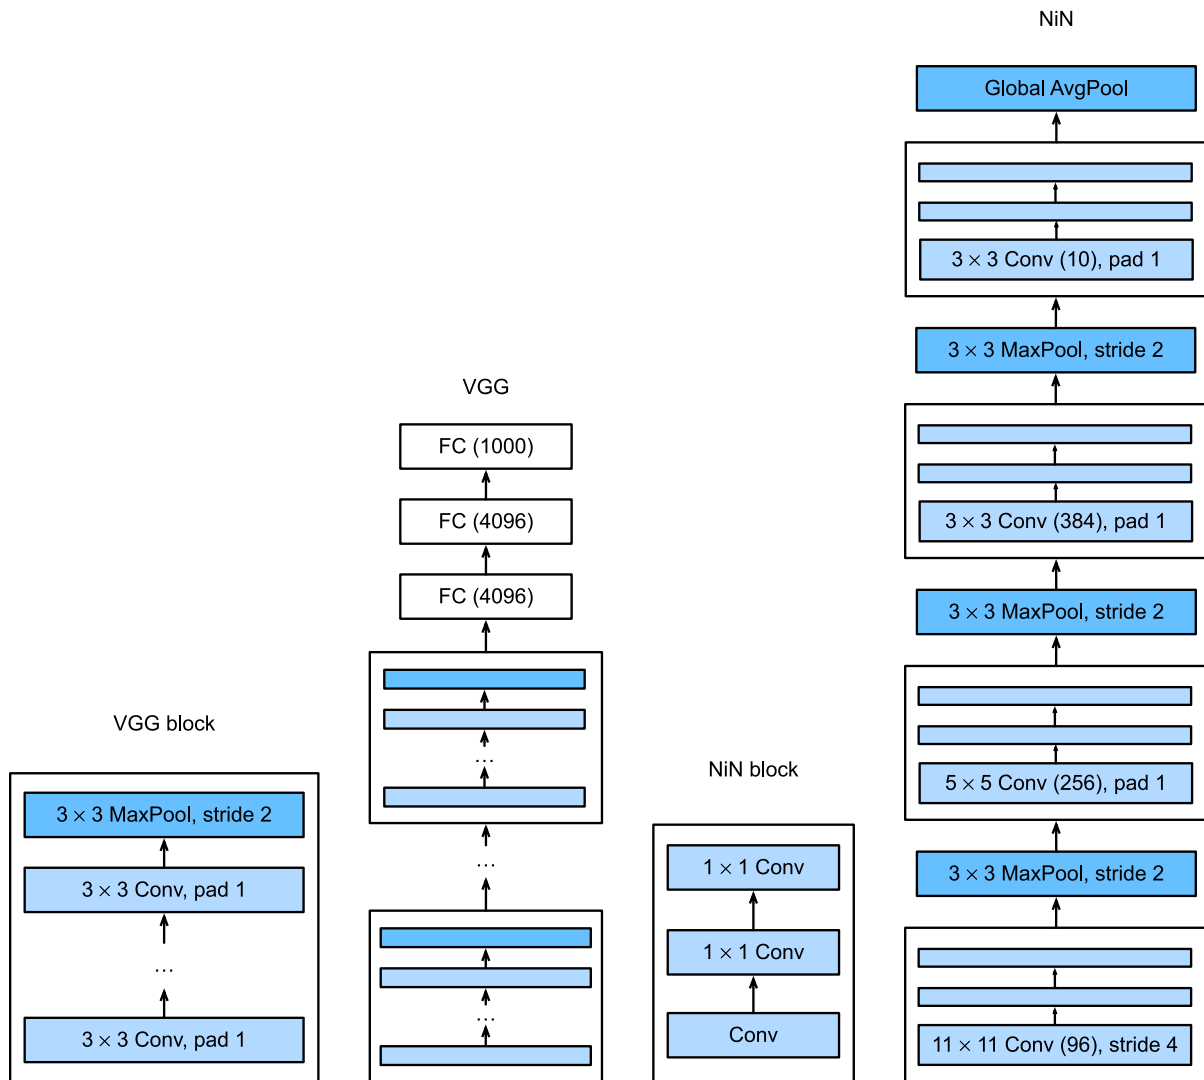 VGG block
3 × 3 MaxPool, stride 2
3 × 3 Conv, pad 1
...
3 × 3 Conv, pad 1
VGG
FC (1000)
FC (4096)
FC (4096)
...
...
...
NiN block
1 × 1 Conv
1 × 1 Conv
Conv
NiN
Global AvgPool
3 × 3 Conv (10), pad 1
3 × 3 MaxPool, stride 2
3 × 3 Conv (384), pad 1
3 × 3 MaxPool, stride 2
5 × 5 Conv (256), pad 1
3 × 3 MaxPool, stride 2
11 × 11 Conv (96), stride 4